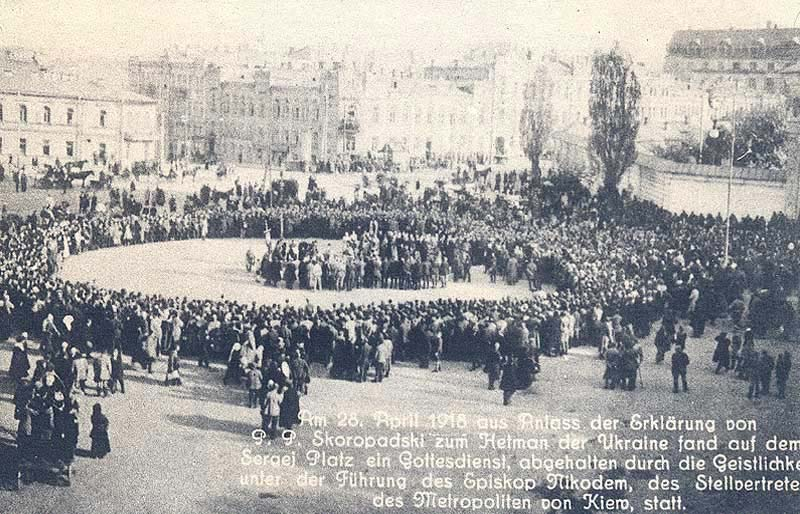 Am 28. April 1918 aus Anlass der Erklärung von
P. P. Skoropadski zum Hetman der Ukraine fand auf dem
Sergej Platz ein Gottesdienst, abgehalten durch die Geistlichke
unter der Führung des Episkop Nikodem, des Stellvertrete
des Metropoliten von Kiew, statt.